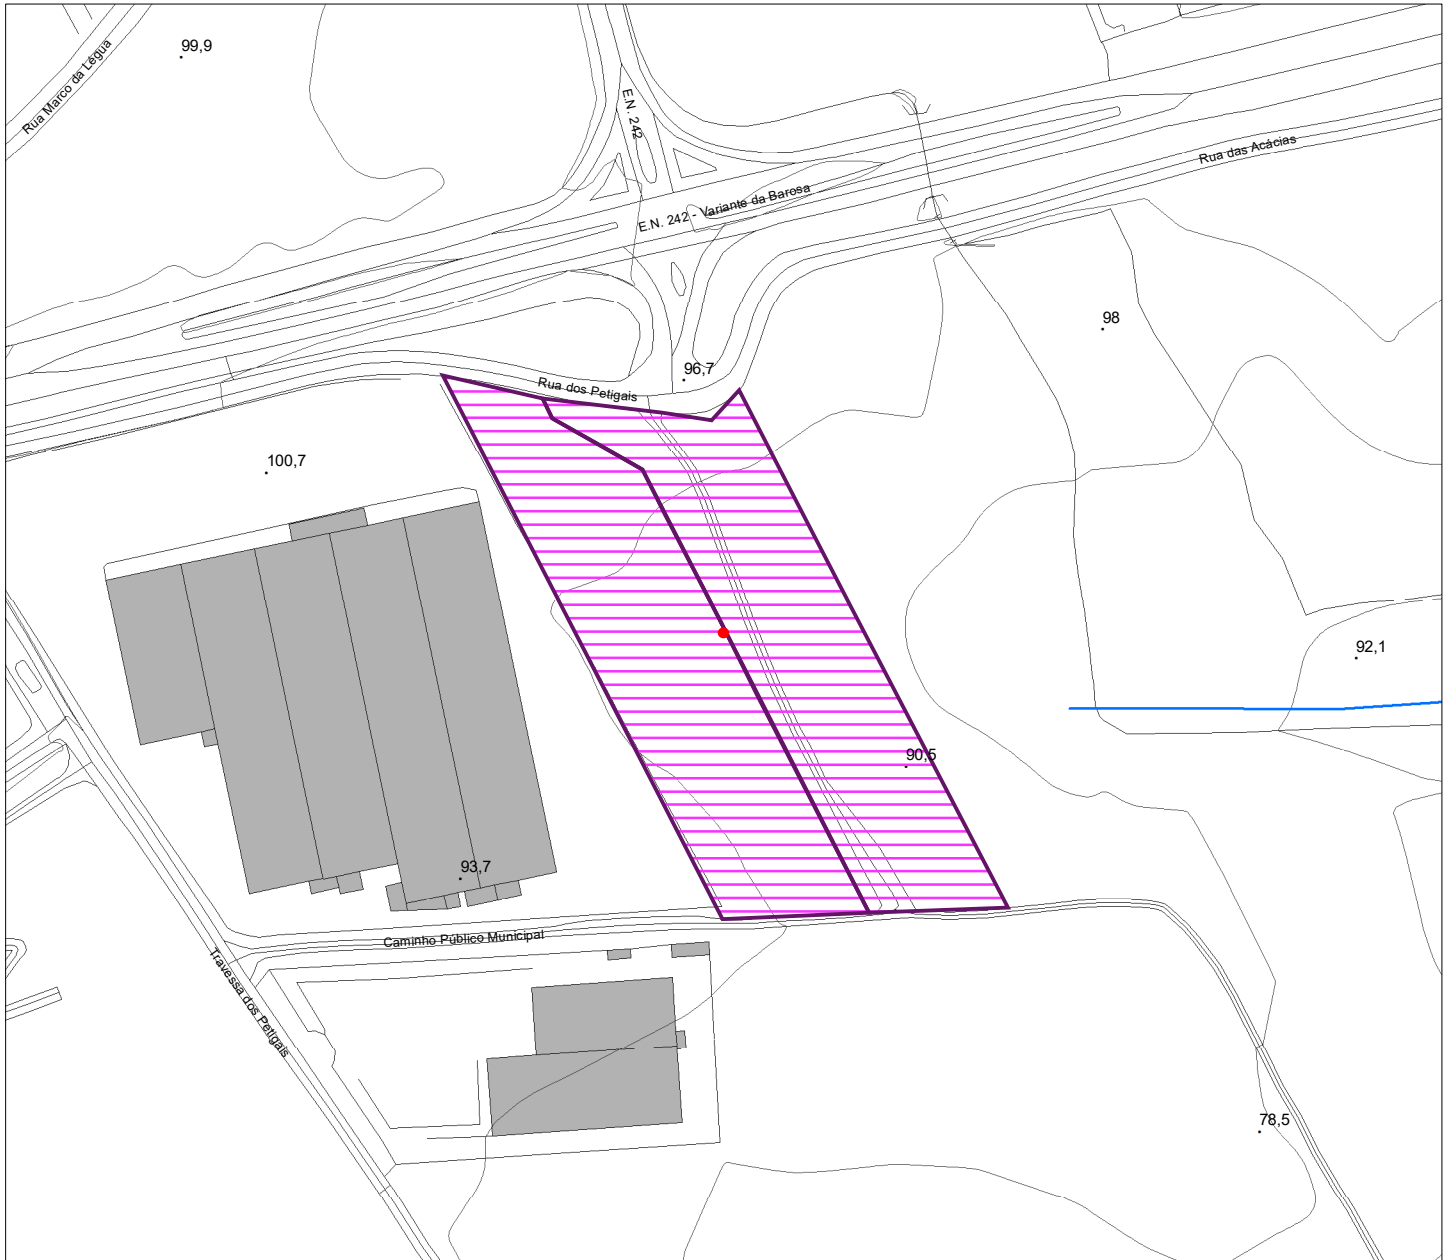 99,9
Rua Marco da Légua
E.N. 242
Rua das Acácias
E.N. 242 - Variante da Barosa
98
96,7
Rua dos Petigais
100,7
92,1
90,5
93,7
Caminho Público Municipal
Travessa dos Petigais
78,5